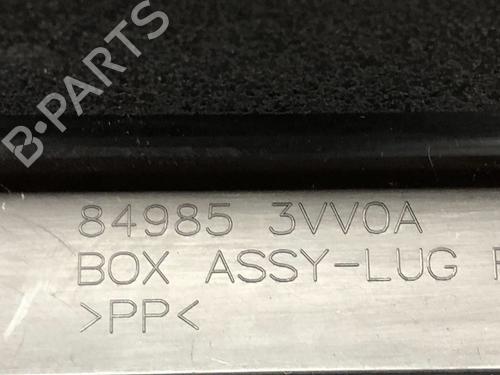 B-PARTS
84985 3VV0A
BOX ASSY-LUG F
>PP<